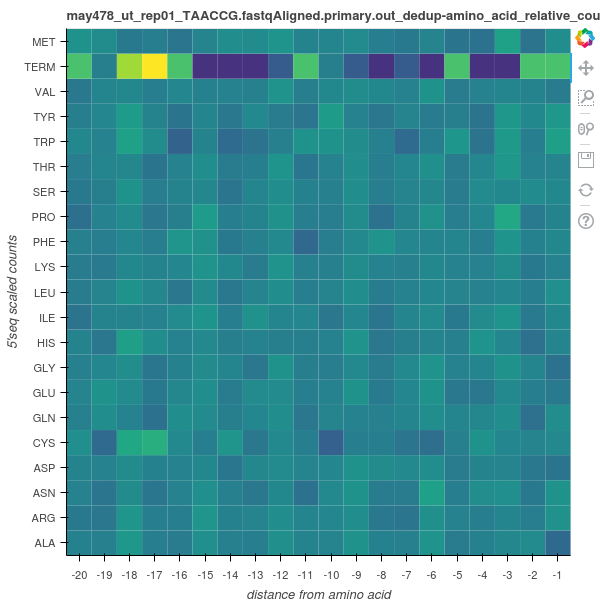 may478_ut_rep01_TAACCG.fastqAligned.primary.out_dedup-amino_acid_relative_cou
MET
TERM
VAL
TYR
TRP
THR
SER
PRO
PHE
LYS
LEU
ILE
HIS
GLY
GLU
GLN
CYS
ASP
ASN
ARG
ALA
5'seq scaled counts
-20 -19 -18 -17 -16 -15 -14 -13 -12 -11 -10 -9 -8 -7 -6 -5 -4 -3 -2 -1
distance from amino acid